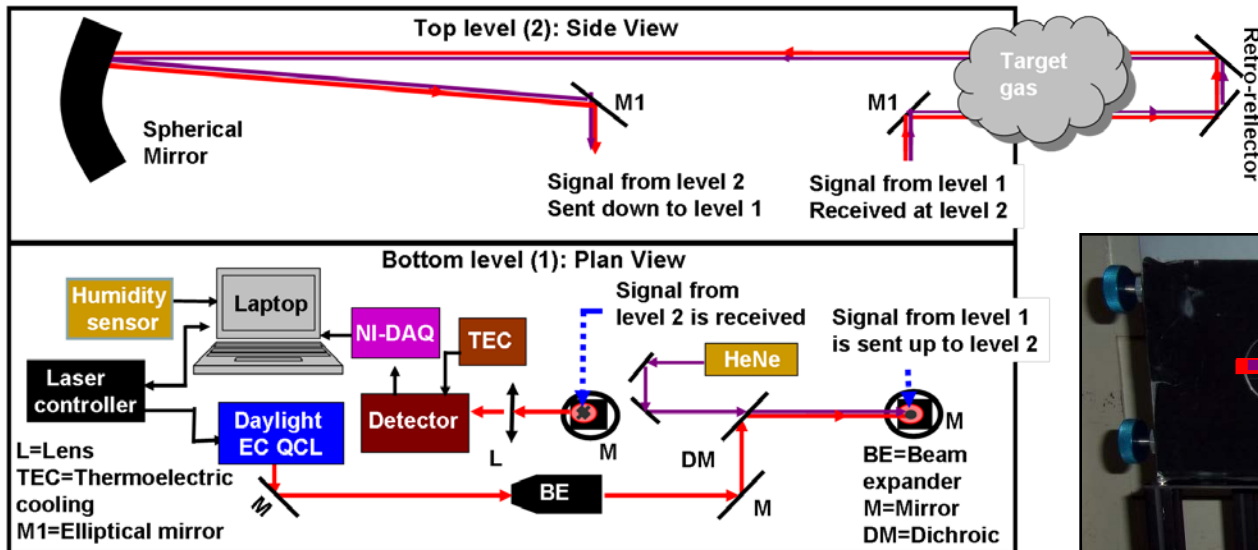 Top level (2): Side View
Target
gas
Retro-reflector
M1
M1
Spherical
Mirror
Signal from level 2
Sent down to level 1
Signal from level 1
Received at level 2
Bottom level (1): Plan View
Humidity
sensor
Laptop
NI-DAQ
TEC
Signal from
level 2 is received
Signal from level 1
is sent up to level 2
HeNe
Laser
controller
Daylight
EC QCL
Detector
L
M
DM
M
L=Lens
TEC=Thermoelectric
cooling
M1=Elliptical mirror
M
BE
M
BE=Beam
expander
M=Mirror
DM=Dichroic